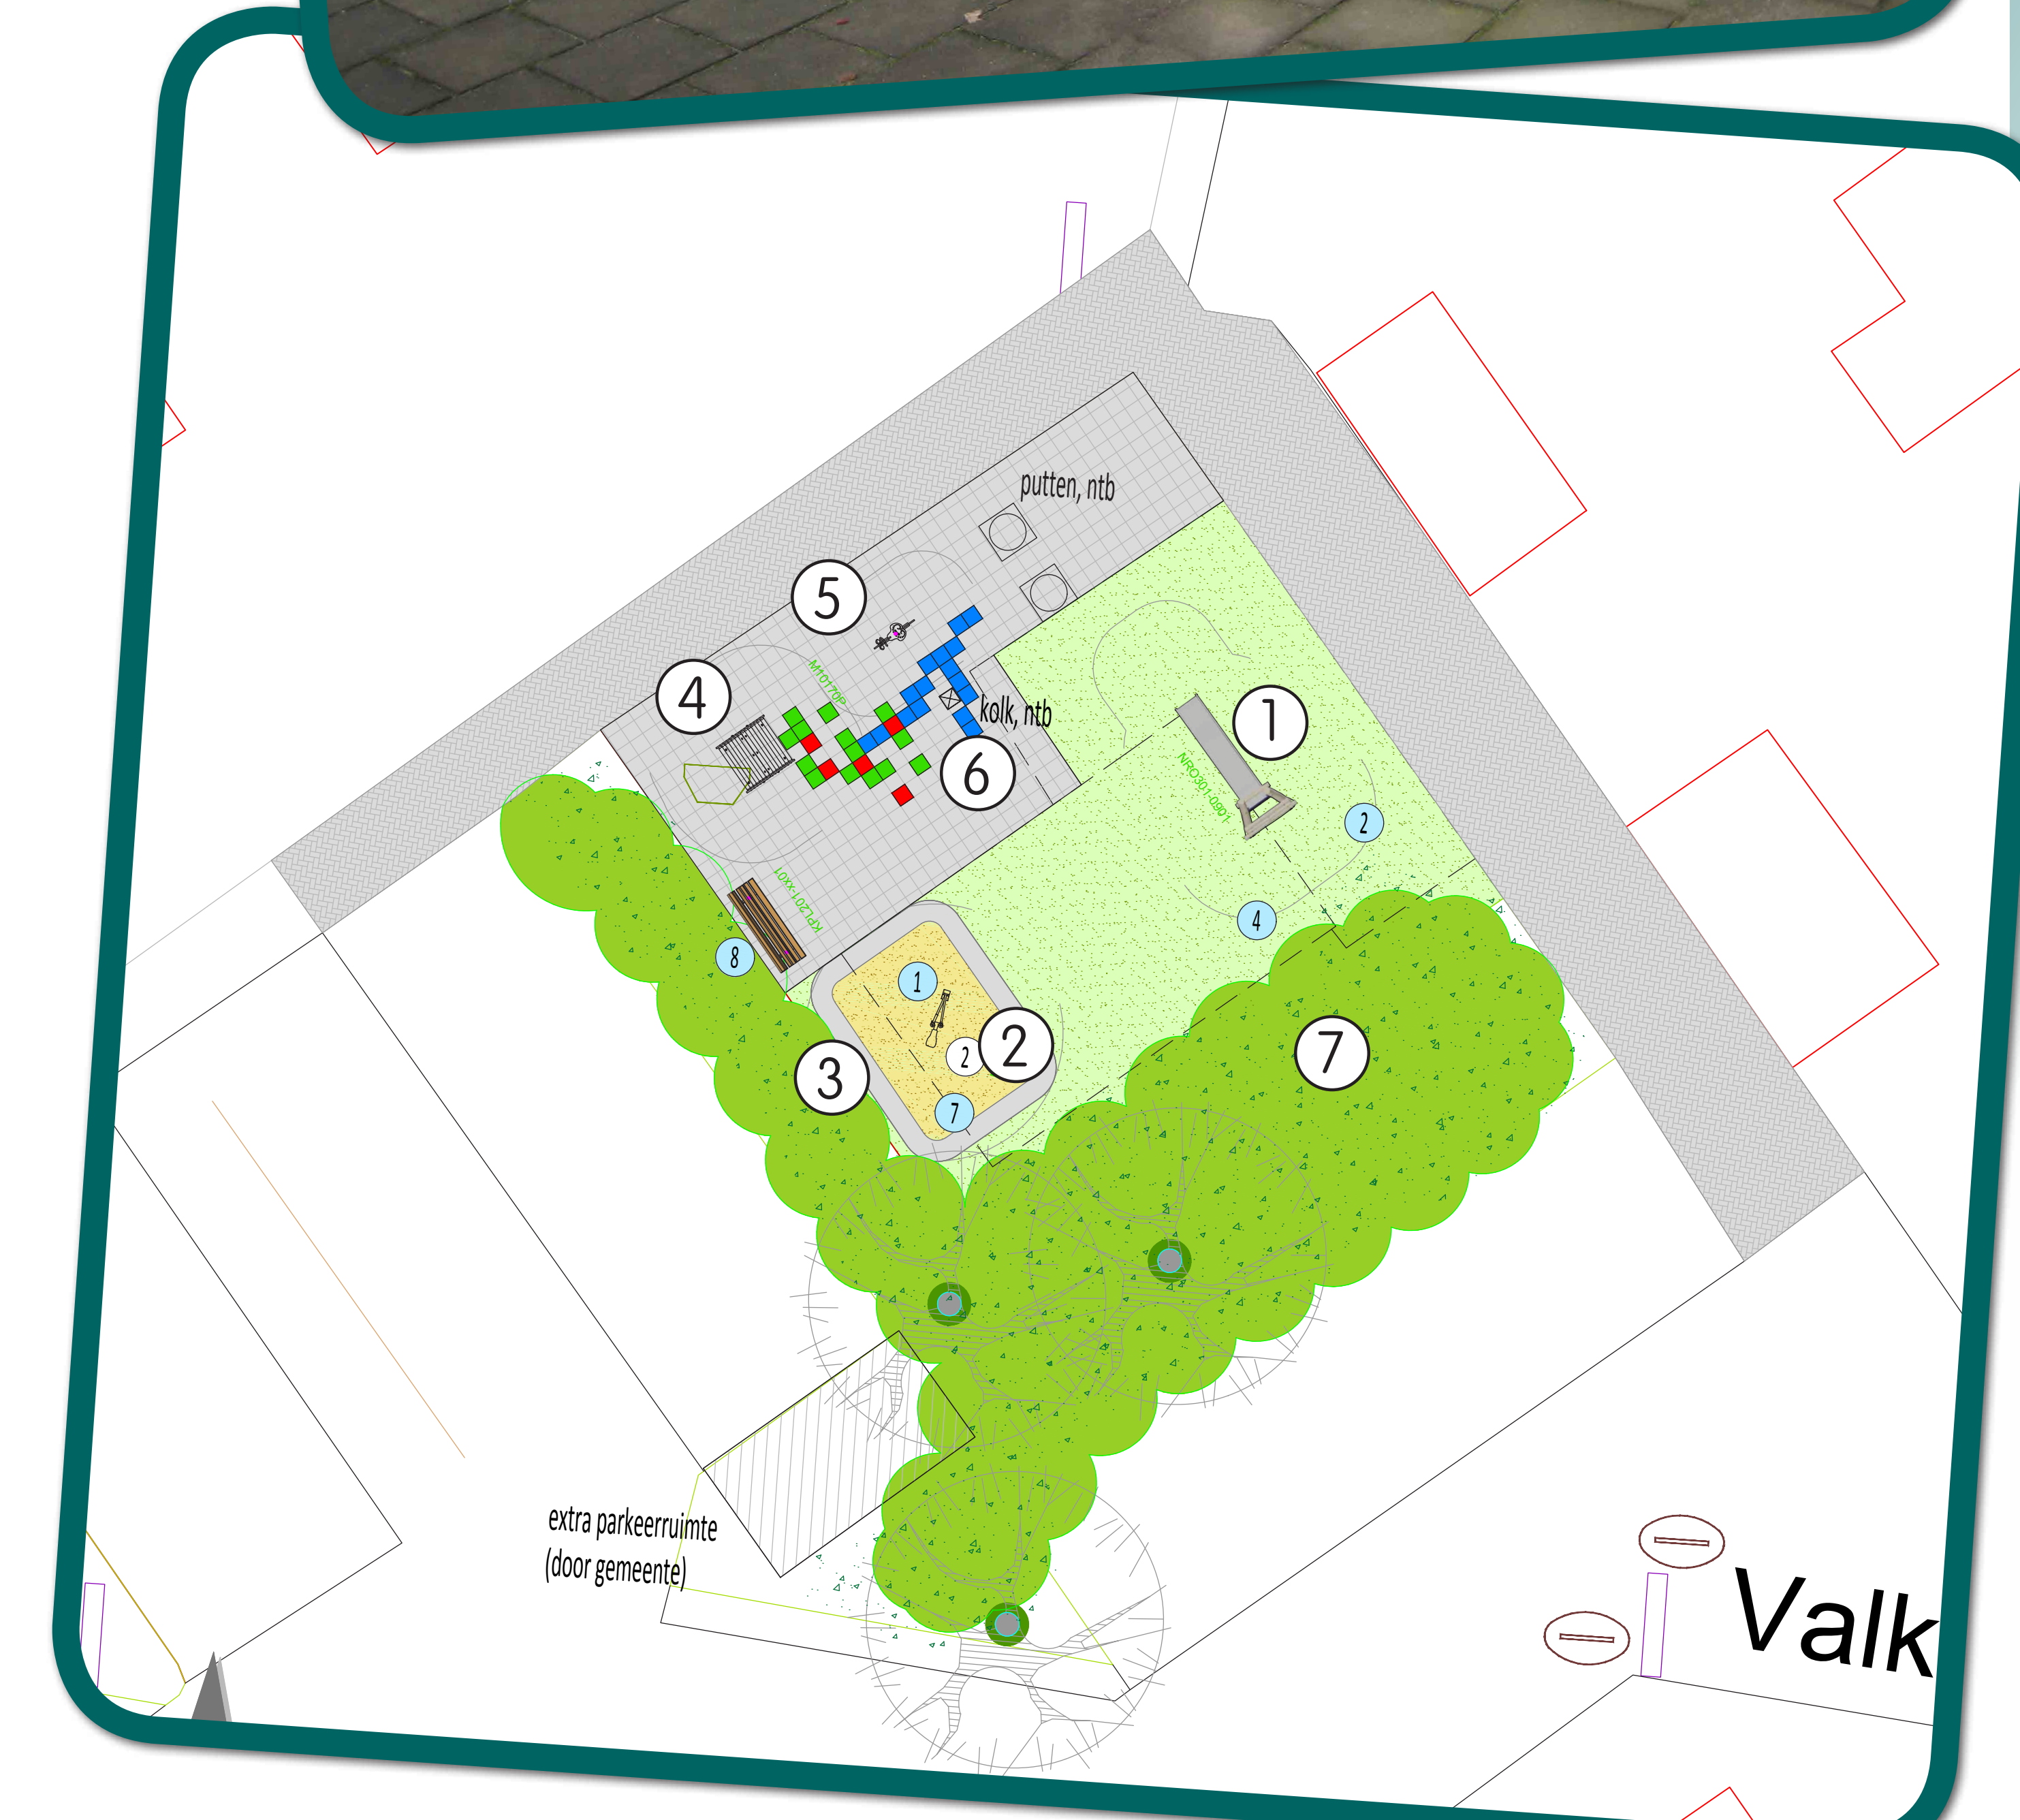 putten, ntb
5
4
M101709
kolk, ntb
1
6
NRO301-0901
2
KPL201-xx01
4
8
1
2
2
3
7
7
extra parkeerruimte
(door gemeente)
Valk